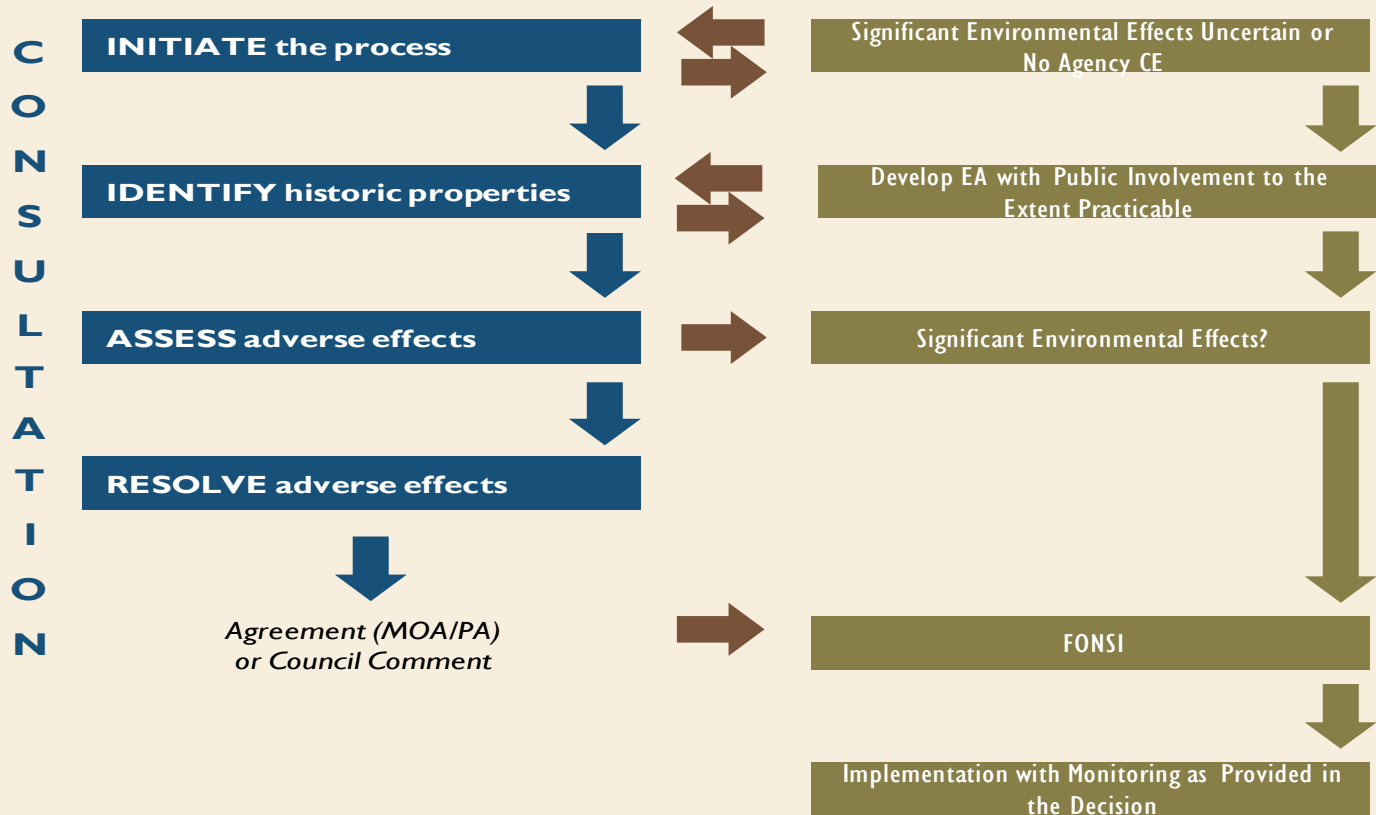 CONSULTATION
INITIATE the process
Significant Environmental Effects Uncertain or
No Agency CE
IDENTIFY historic properties
Develop EA with Public Involvement to the
Extent Practicable
ASSESS adverse effects
Significant Environmental Effects?
RESOLVE adverse effects
Agreement (MOA/PA)
or Council Comment
FONSI
Implementation with Monitoring as Provided in
the Decision